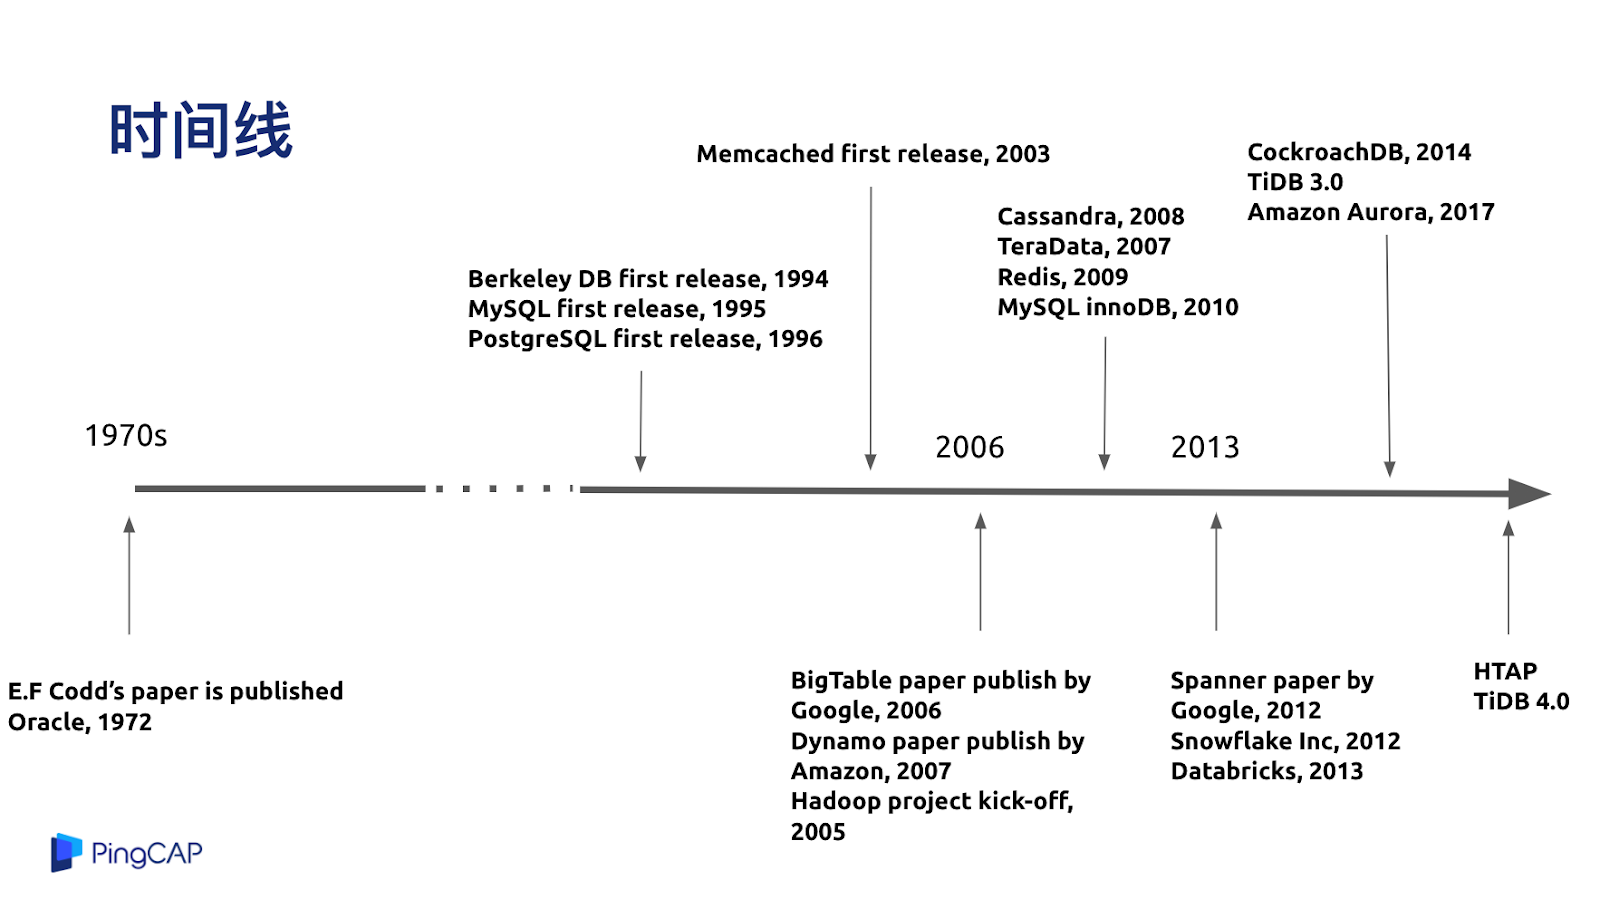 时间线
Memcached first release, 2003
CockroachDB, 2014
TiDB 3.0
Amazon Aurora, 2017
Cassandra, 2008
TeraData, 2007
Redis, 2009
MySQL innoDB, 2010
Berkeley DB first release, 1994
MySQL first release, 1995
PostgreSQL first release, 1996
1970s
2006
2013
E.F Codd’s paper is published
Oracle, 1972
BigTable paper publish by
Google, 2006
Dynamo paper publish by
Amazon, 2007
Hadoop project kick-off,
2005
Spanner paper by
Google, 2012
Snowflake Inc, 2012
Databricks, 2013
HTAP
TiDB 4.0
PingCAP